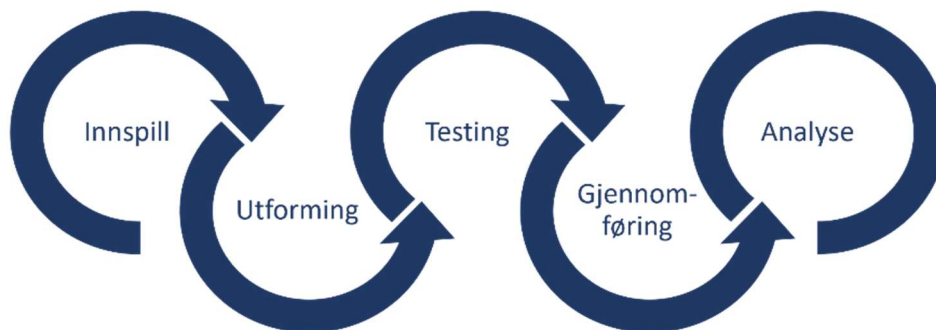 Innspill
Utforming
Testing
Gjennom-
føring
Analyse